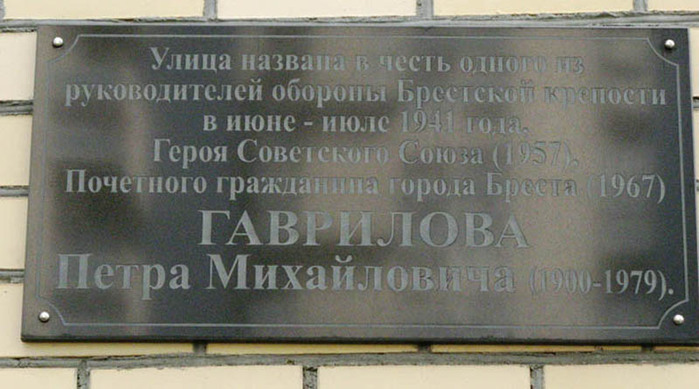 Улица названа в честь одного из
руководителей обороны Брестской крепости
в июне - июле 1941 года,
Героя Советского Союза (1957),
Почетного гражданина города Бреста (1967)
ГАВРИЛОВА
Петра Михайловича (1900-1979).